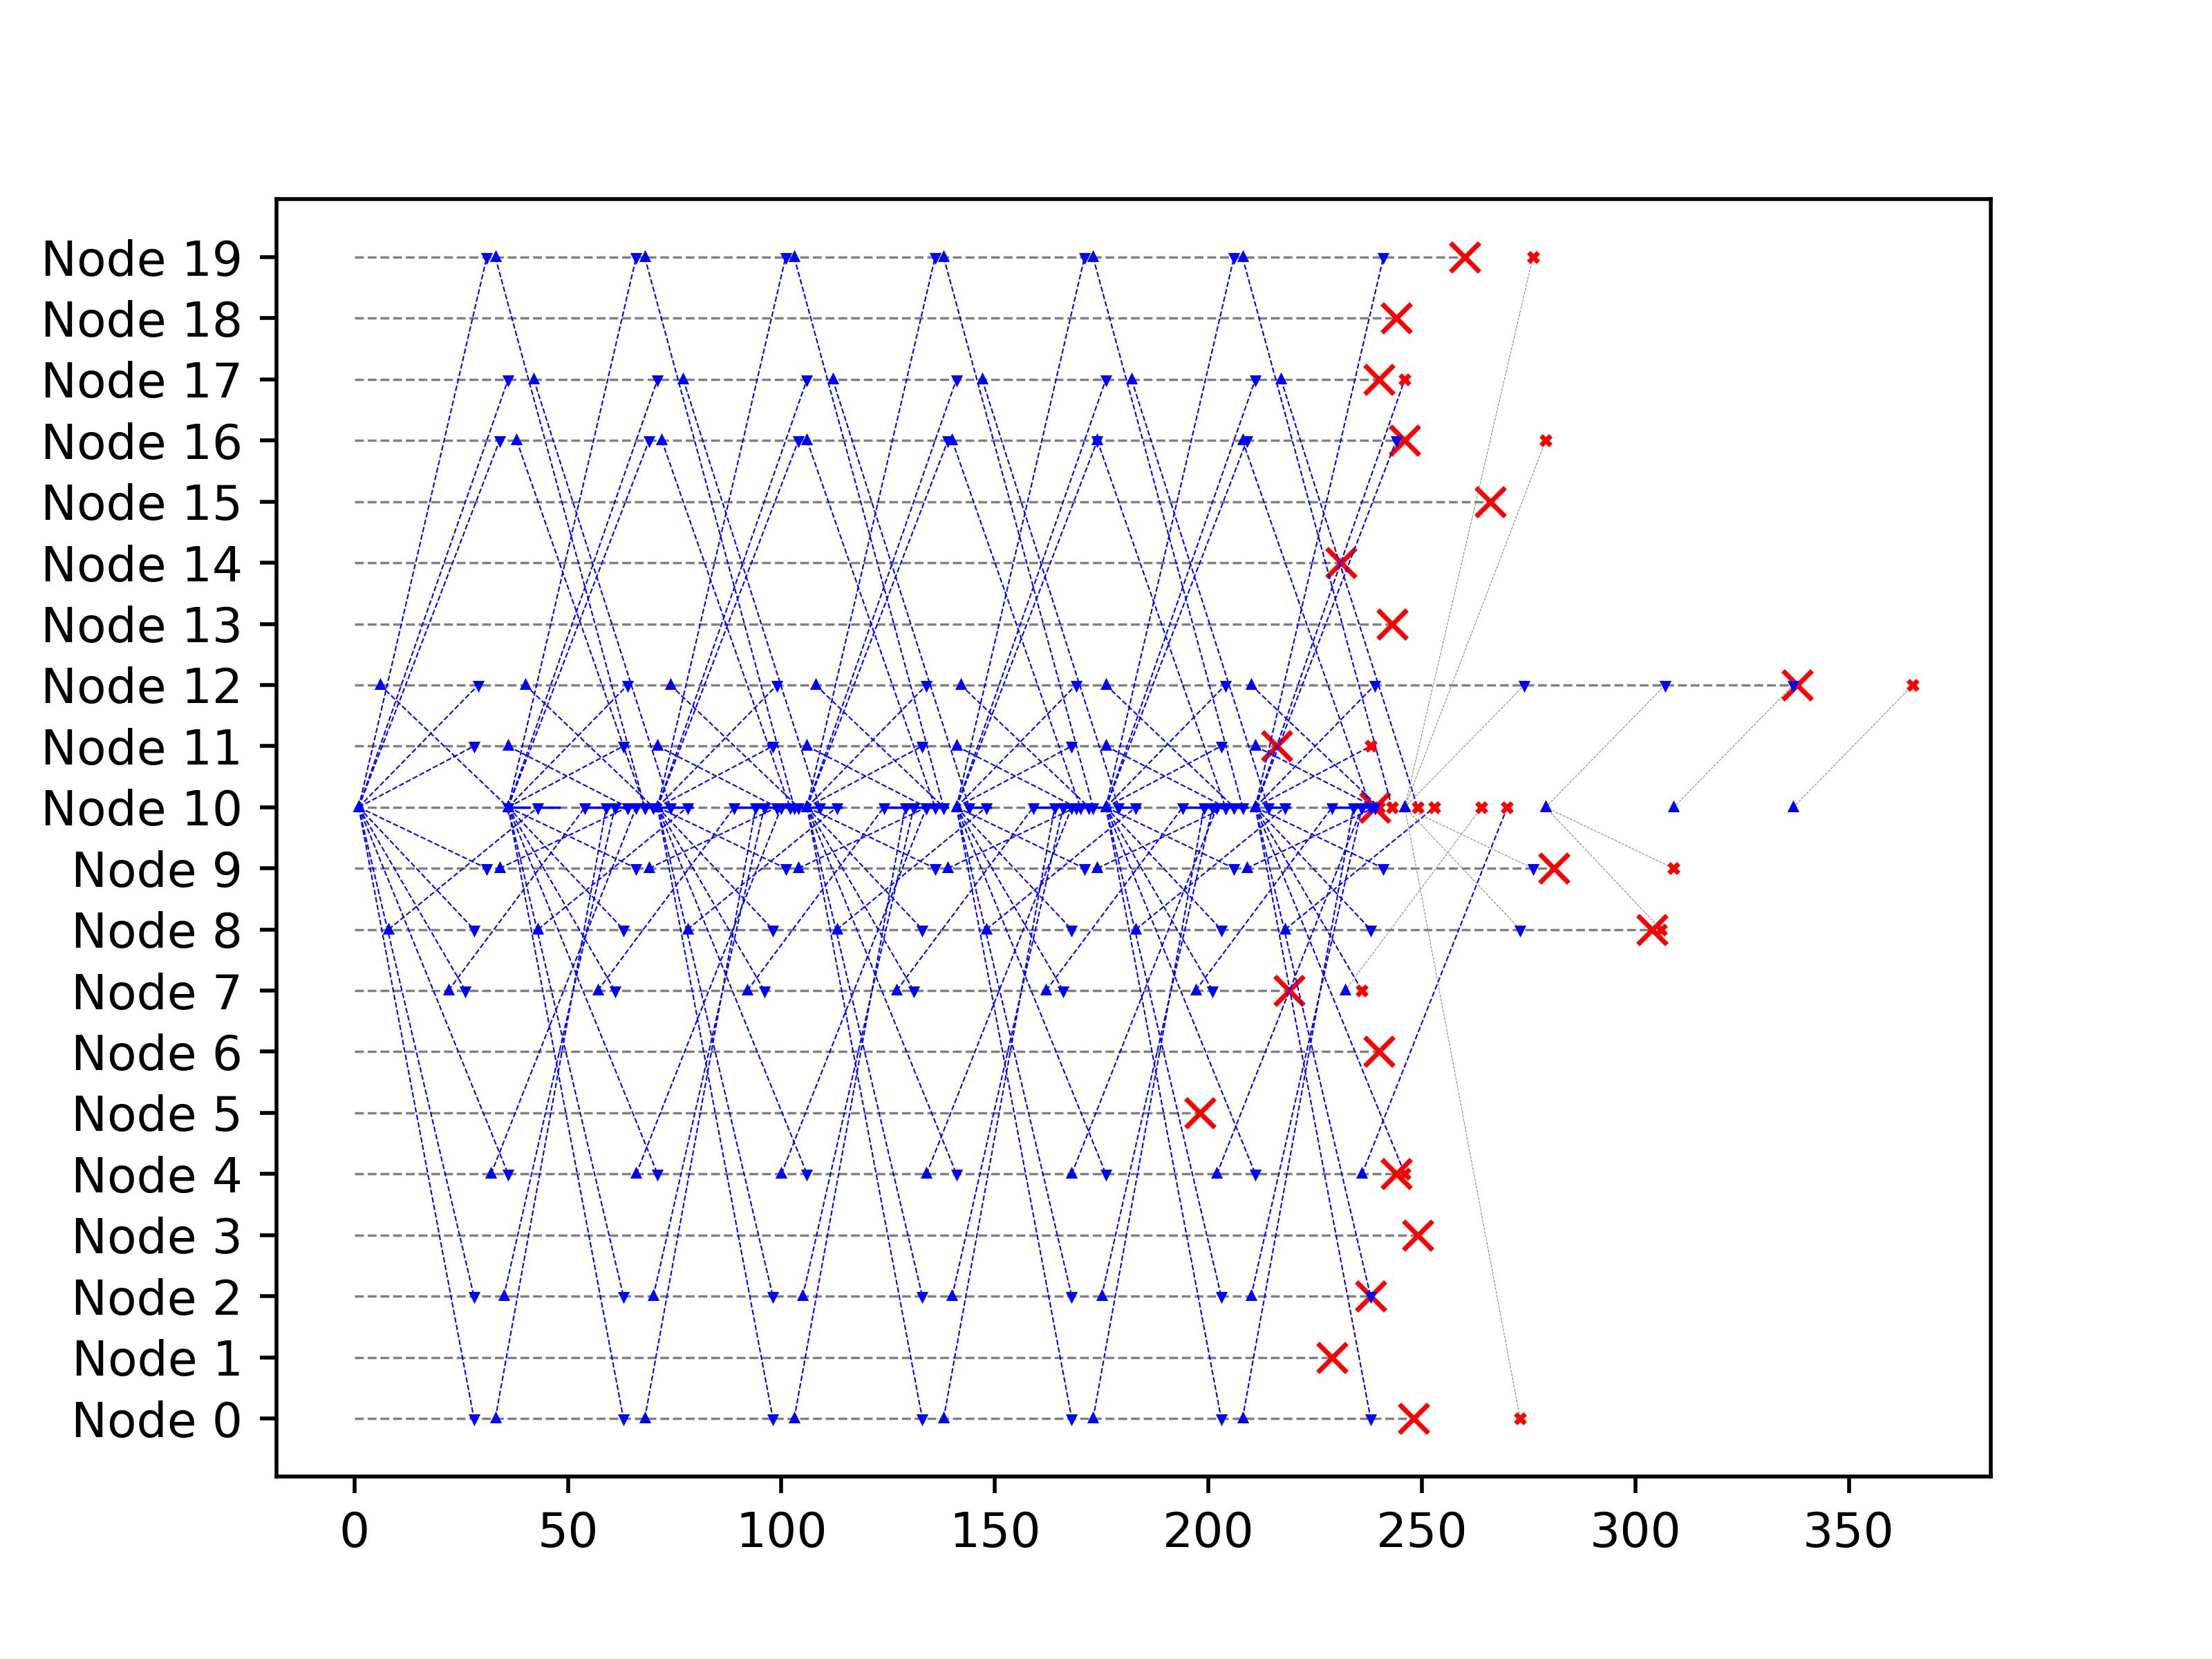 Node 19
Node 18
Node 17
Node 16
Node 15
Node 14
Node 13
Node 12
Node 11
Node 10
Node 9
Node 8
Node 7
Node 6
Node 5
Node 4
Node 3
Node 2
Node 1
Node 0
0 50 100 150 200 250 300 350